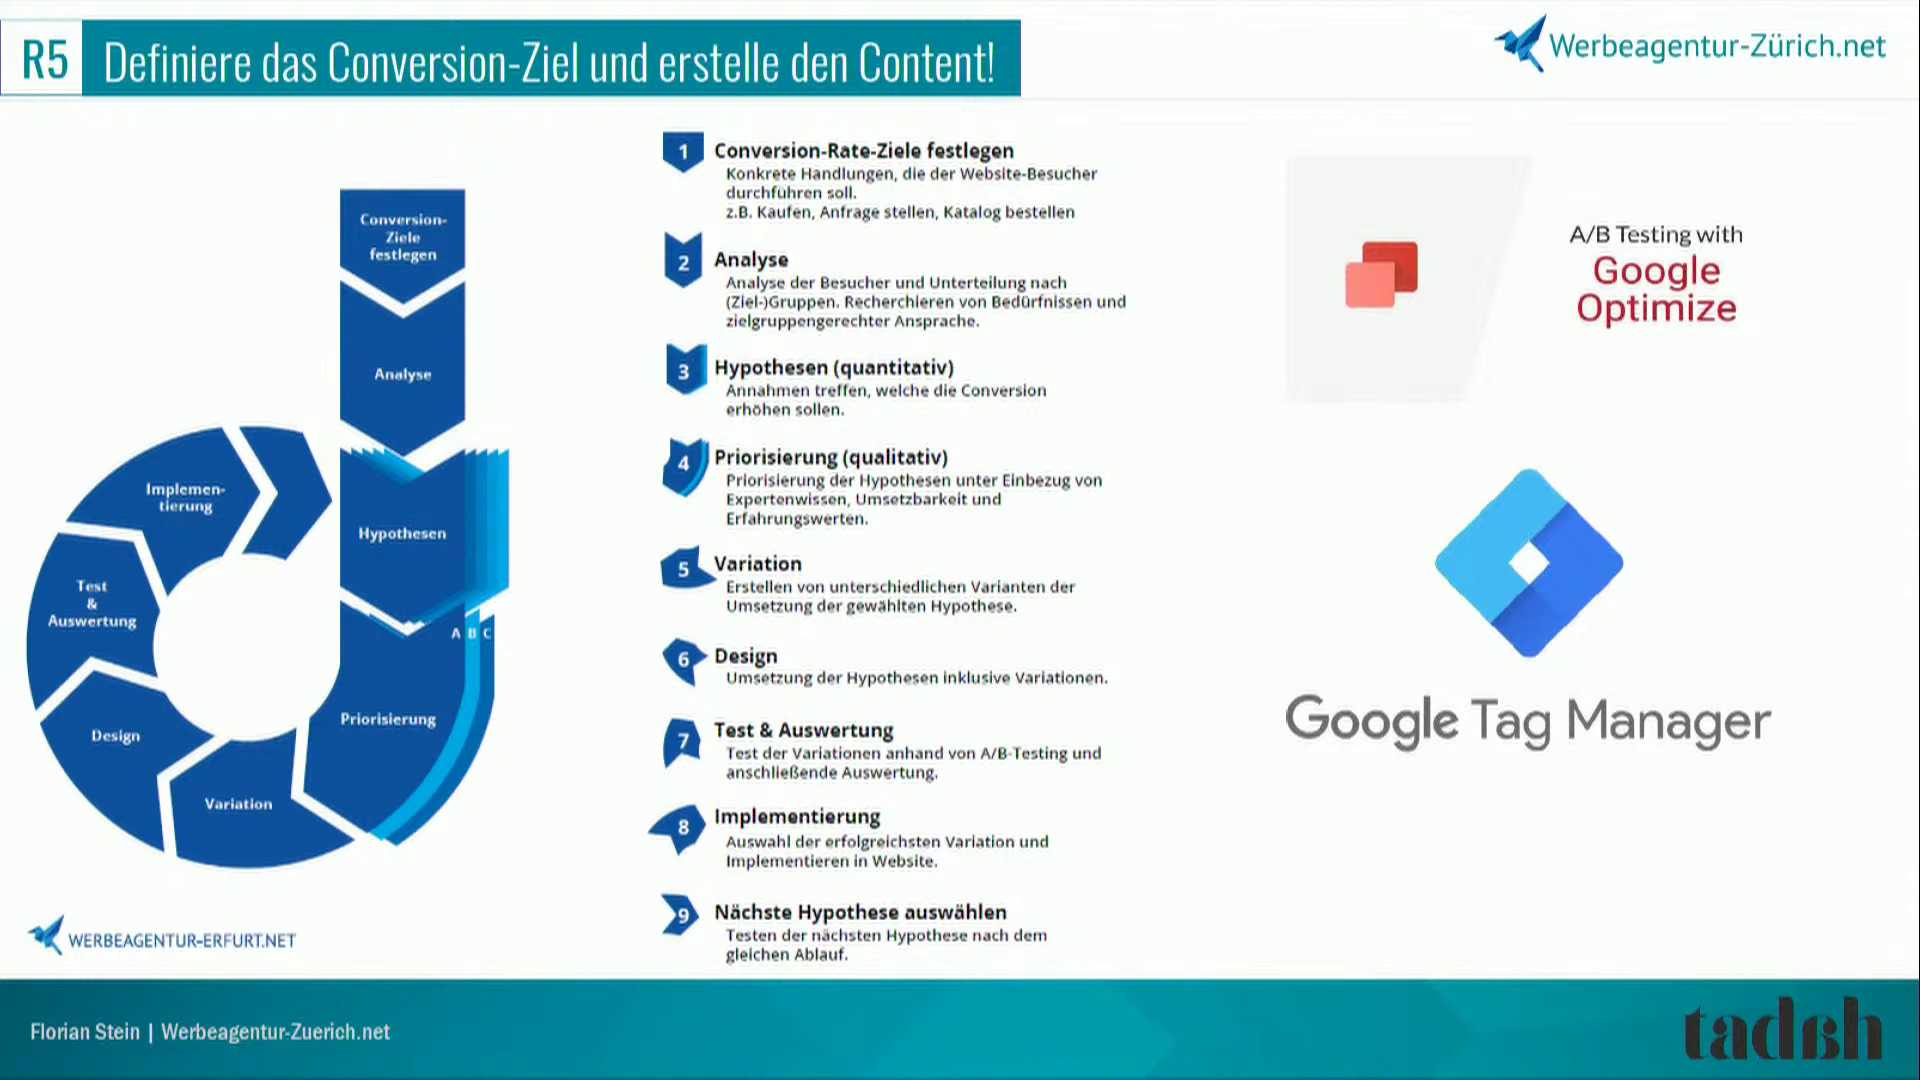 R5 Definiere das Conversion-Ziel und erstelle den Content!
Werbeagentur-Zürich.net
Conversion-
Ziele
festlegen
Analyse
Hypothesen
A B C
Priorisierung
Variation
Design
Test
&
Auswertung
Implemen-
tierung
WERBEAGENTUR-ERFURT.NET
1 Conversion-Rate-Ziele festlegen
Konkrete Handlungen, die der Website-Besucher
durchführen soll.
z.B. Kaufen, Anfrage stellen, Katalog bestellen
2 Analyse
Analyse der Besucher und Unterteilung nach
(Ziel-)Gruppen. Recherchieren von Bedürfnissen und
zielgruppengerechter Ansprache.
3 Hypothesen (quantitativ)
Annahmen treffen, welche die Conversion
erhöhen sollen.
4 Priorisierung (qualitativ)
Priorisierung der Hypothesen unter Einbezug von
Expertenwissen, Umsetzbarkeit und
Erfahrungswerten.
5 Variation
Erstellen von unterschiedlichen Varianten der
Umsetzung der gewählten Hypothese.
6 Design
Umsetzung der Hypothesen inklusive Variationen.
7 Test & Auswertung
Test der Variationen anhand von A/B-Testing und
anschließende Auswertung.
8 Implementierung
Auswahl der erfolgreichsten Variation und
Implementieren in Website.
9 Nächste Hypothese auswählen
Testen der nächsten Hypothese nach dem
gleichen Ablauf.
A/B Testing with
Google
Optimize
Google Tag Manager
Florian Stein | Werbeagentur-Zuerich.net